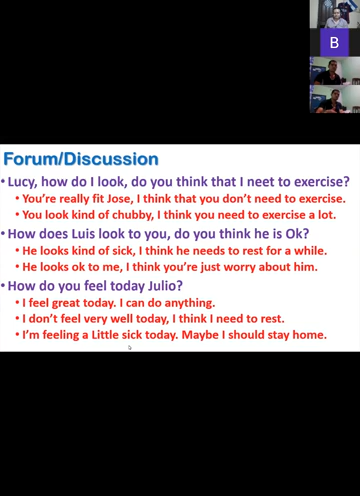 B
Forum/Discussion
• Lucy, how do I look, do you think that I neet to exercise?
• You're really fit Jose, I think that you don't need to exercise.
• You look kind of chubby, I think you need to exercise a lot.
• How does Luis look to you, do you think he is Ok?
• He looks kind of sick, I think he needs to rest for a while.
• He looks ok to me, I think you're just worry about him.
• How do you feel today Julio?
• I feel great today. I can do anything.
• I don't feel very well today, I think I need to rest.
• I'm feeling a Little sick today. Maybe I should stay home.